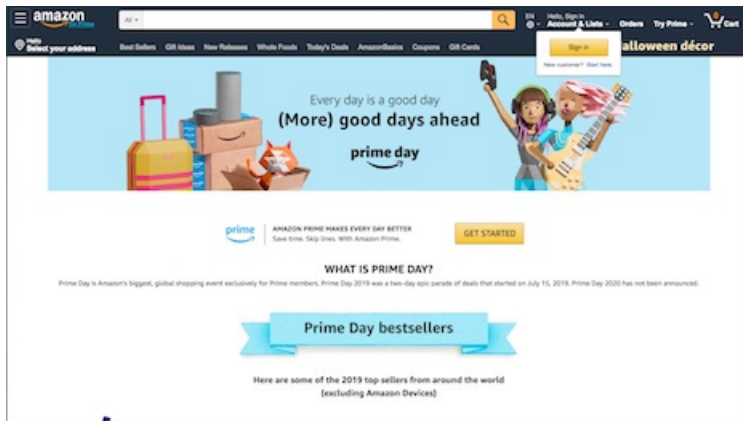 amazon
Try Prime
All
EN
Hello, Sign in
Account & Lists
Orders
Try Prime
Cart
Hello
Select your address
Best Sellers
Gift Ideas
New Releases
Whole Foods
Today's Deals
AmazonBasics
Coupons
Gift Cards
alloween décor
Sign in
New customer? Start here.
Every day is a good day
(More) good days ahead
prime day
prime
AMAZON PRIME MAKES EVERY DAY BETTER
Save time. Skip lines. With Amazon Prime.
GET STARTED
WHAT IS PRIME DAY?
Prime Day is Amazon's biggest, global shopping event exclusively for Prime members. Prime Day 2019 was a two-day epic parade of deals that started on July 15, 2019. Prime Day 2020 has not been announced.
Prime Day bestsellers
Here are some of the 2019 top sellers from around the world
(excluding Amazon Devices)